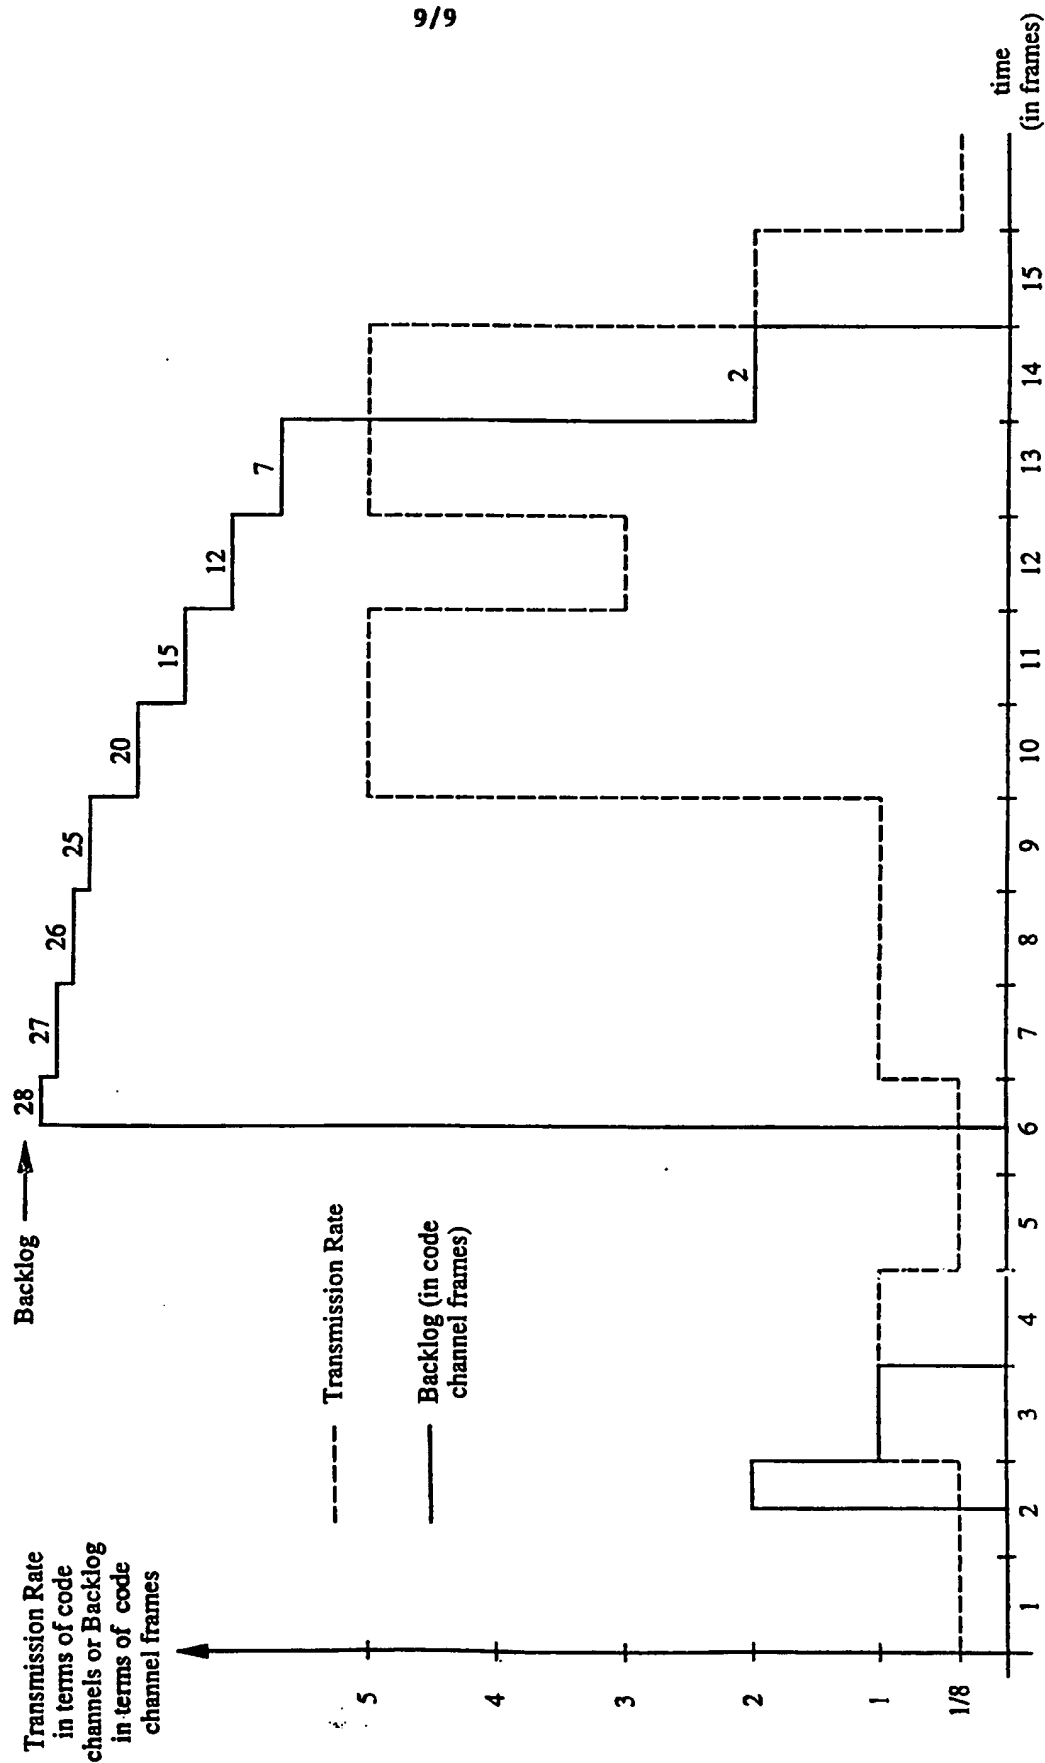 6/6
Transmission Rate
in terms of code
channels or Backlog
in terms of code
channel frames
Backlog
Transmission Rate
Backlog (in code
channel frames)
28
27
26
25
20
15
12
7
2
5
4
3
2
1
1/8
1 2 3 4 5 6 7 8 9 10 11 12 13 14 15
time
(in frames)